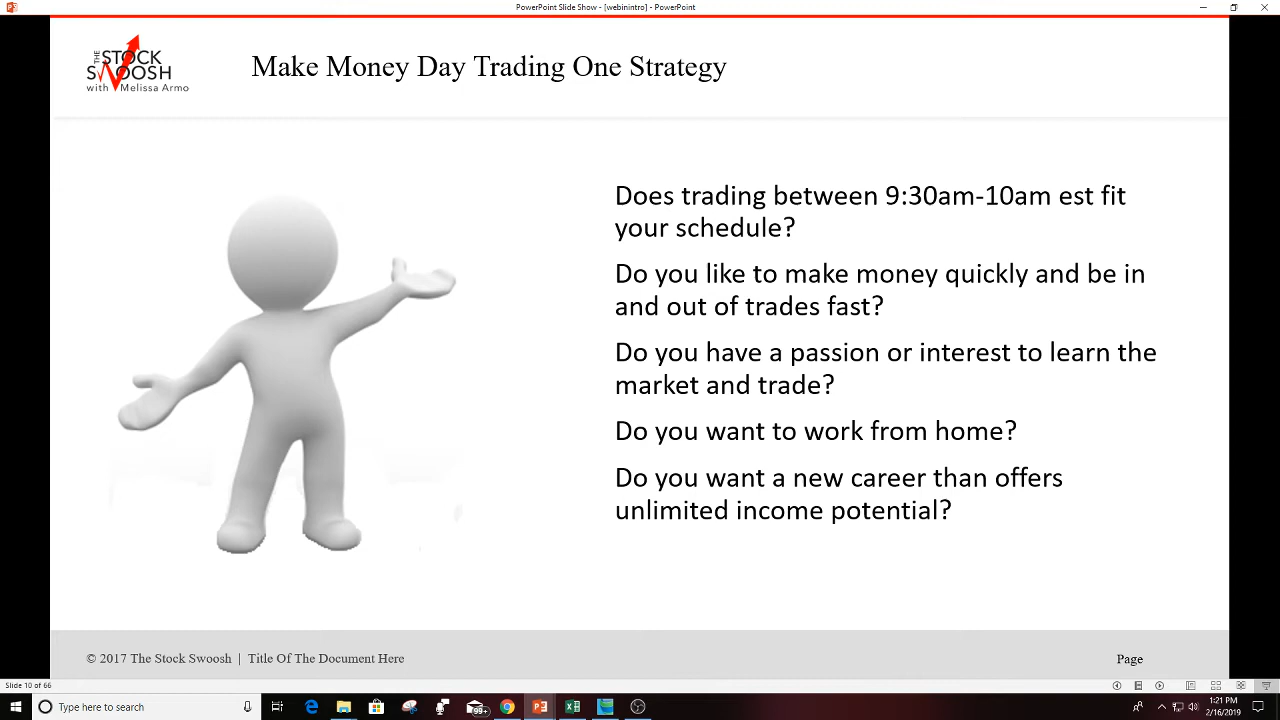 PowerPoint Slide Show - [webinintro] - PowerPoint
THE STOCK
SWOOSH
with Melissa Armo
Make Money Day Trading One Strategy
Does trading between 9:30am-10am est fit
your schedule?
Do you like to make money quickly and be in
and out of trades fast?
Do you have a passion or interest to learn the
market and trade?
Do you want to work from home?
Do you want a new career than offers
unlimited income potential?
© 2017 The Stock Swoosh | Title Of The Document Here
Page
Slide 10 of 66
Type here to search
99+
1:21 PM
2/16/2019